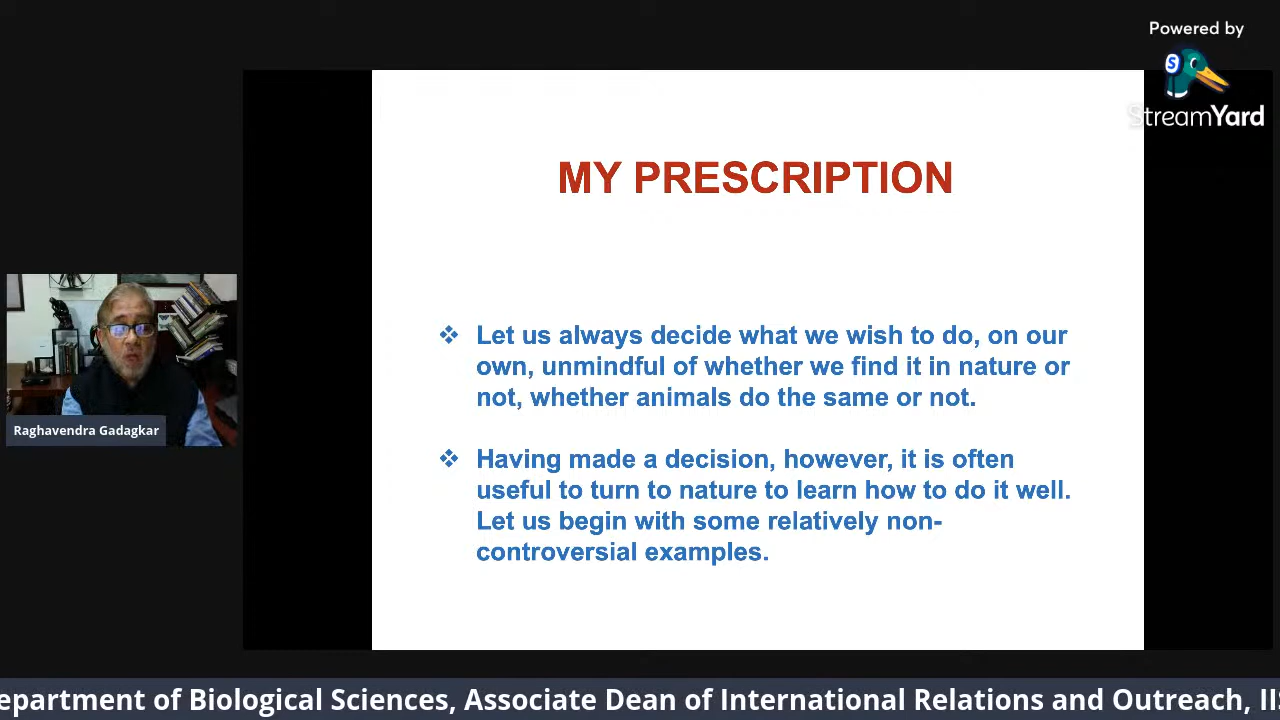 Powered by
StreamYard
MY PRESCRIPTION
❖ Let us always decide what we wish to do, on our
own, unmindful of whether we find it in nature or
not, whether animals do the same or not.
❖ Having made a decision, however, it is often
useful to turn to nature to learn how to do it well.
Let us begin with some relatively non-
controversial examples.
Raghavendra Gadagkar
epartment of Biological Sciences, Associate Dean of International Relations and Outreach,